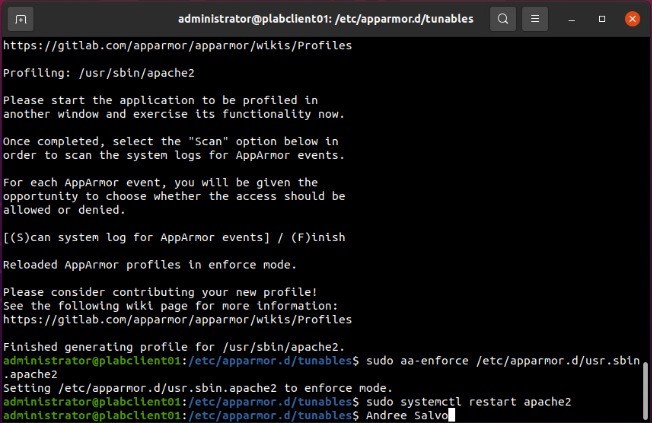 administrator@plabclient01: /etc/apparmor.d/tunables
https://gitlab.com/apparmor/apparmor/wikis/Profiles
Profiling: /usr/sbin/apache2
Please start the application to be profiled in
another window and exercise its functionality now.
Once completed, select the "Scan" option below in
order to scan the system logs for AppArmor events.
For each AppArmor event, you will be given the
opportunity to choose whether the access should be
allowed or denied.
[(S)can system log for AppArmor events] / (F)inish
Reloaded AppArmor profiles in enforce mode.
Please consider contributing your new profile!
See the following wiki page for more information:
https://gitlab.com/apparmor/apparmor/wikis/Profiles
Finished generating profile for /usr/sbin/apache2.
administrator@plabclient01:/etc/apparmor.d/tunables$ sudo aa-enforce /etc/apparmor.d/usr.sbin
.apache2
Setting /etc/apparmor.d/usr.sbin.apache2 to enforce mode.
administrator@plabclient01:/etc/apparmor.d/tunables$ sudo systemctl restart apache2
administrator@plabclient01:/etc/apparmor.d/tunables$ Andree Salvo